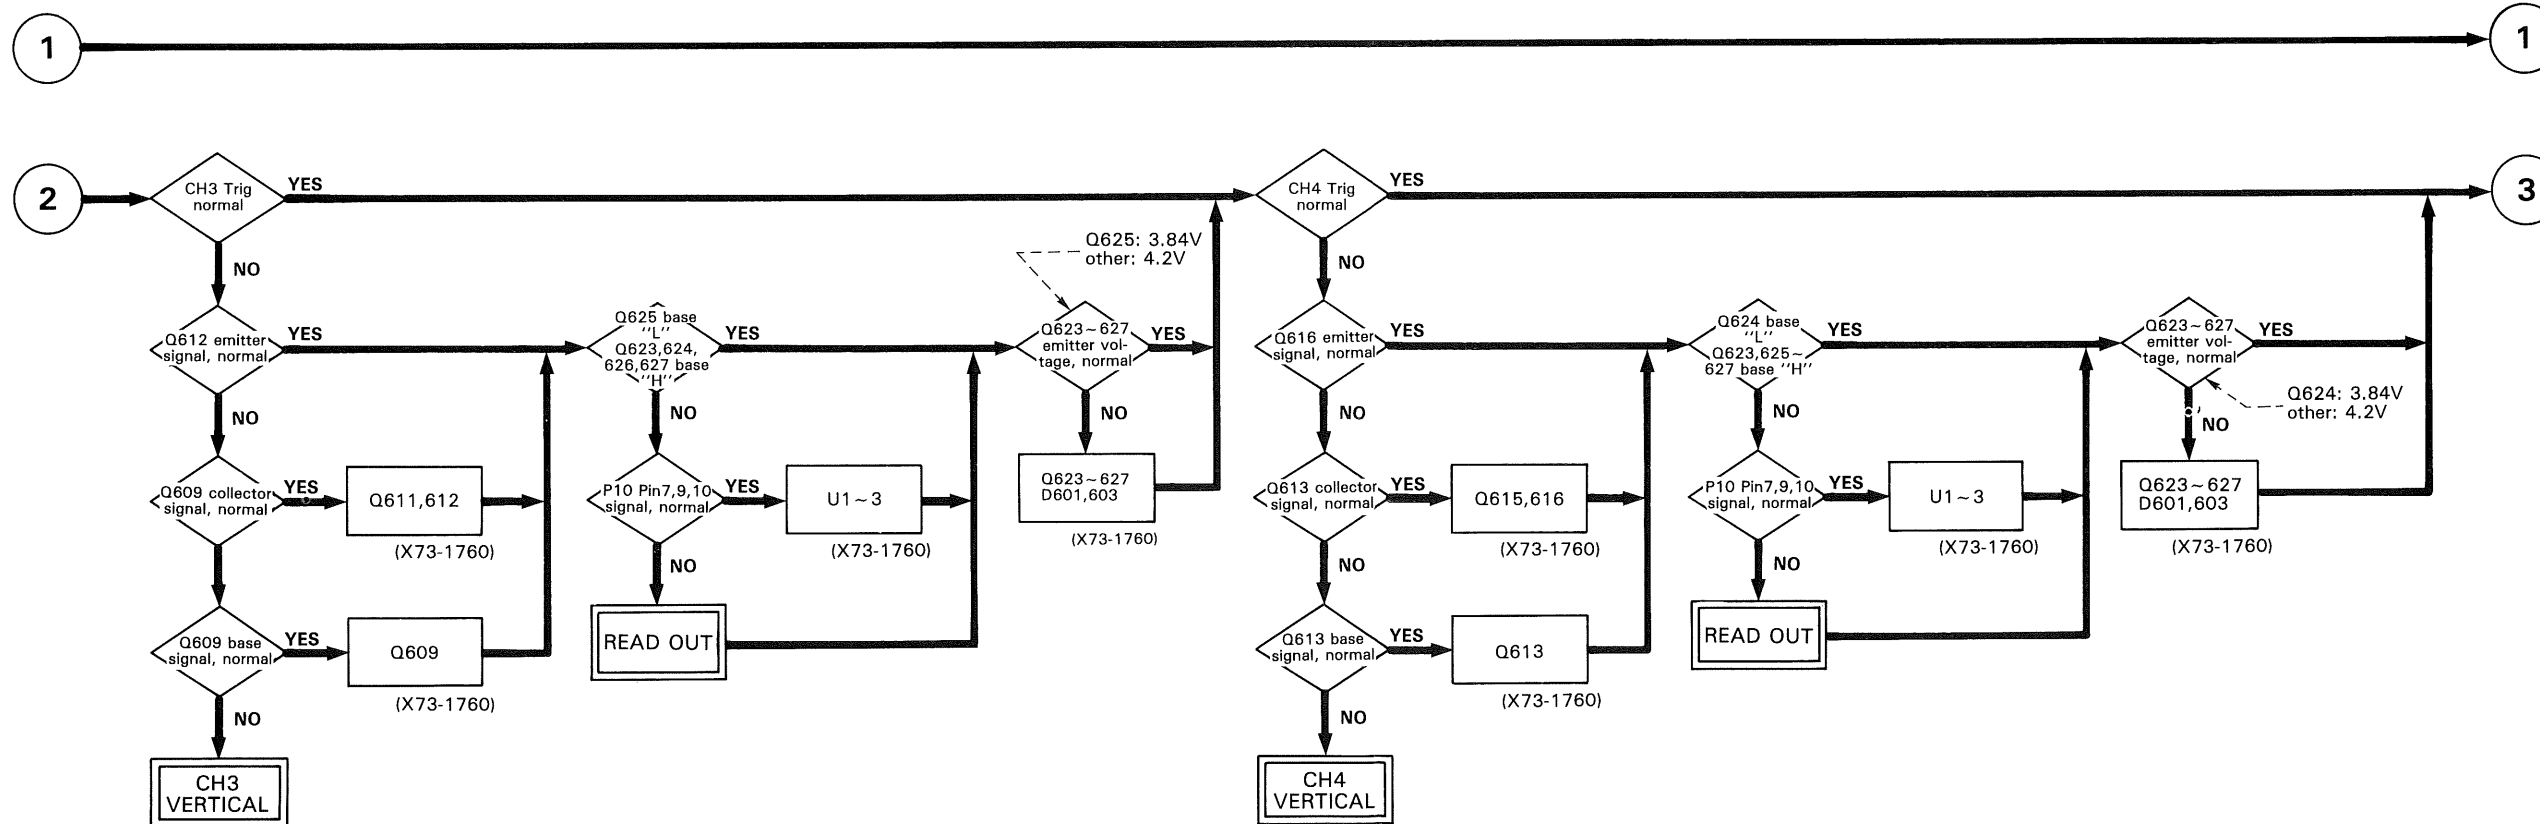 1
1
2
CH3 Trig
normal
YES
NO
Q612 emitter
signal, normal
YES
NO
Q609 collector
signal, normal
YES
Q611,612
(X73-1760)
Q609 base
signal, normal
YES
Q609
(X73-1760)
NO
CH3
VERTICAL
Q625 base
"L"
Q623,624,
626,627 base
"H"
YES
NO
P10 Pin7,9,10
signal, normal
YES
U1~3
(X73-1760)
NO
READ OUT
Q625: 3.84V
other: 4.2V
Q623~627
emitter vol-
tage, normal
YES
NO
Q623~627
D601,603
(X73-1760)
CH4 Trig
normal
YES
3
NO
Q616 emitter
signal, normal
YES
NO
Q613 collector
signal, normal
YES
Q615,616
(X73-1760)
NO
Q613 base
signal, normal
YES
Q613
(X73-1760)
NO
CH4
VERTICAL
Q624 base
"L"
Q623,625~
627 base "H"
YES
NO
P10 Pin7,9,10
signal, normal
YES
U1~3
(X73-1760)
NO
READ OUT
Q623~627
emitter vol-
tage, normal
YES
Q624: 3.84V
other: 4.2V
NO
Q623~627
D601,603
(X73-1760)